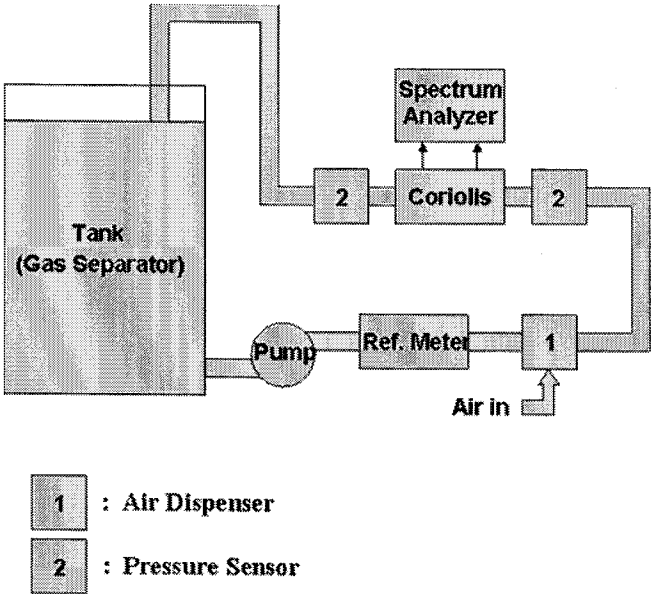 Spectrum
Analyzer
2
Coriolis
2
Tank
(Gas Separator)
Pump
Ref. Meter
1
Air in
1 : Air Dispenser
2 : Pressure Sensor